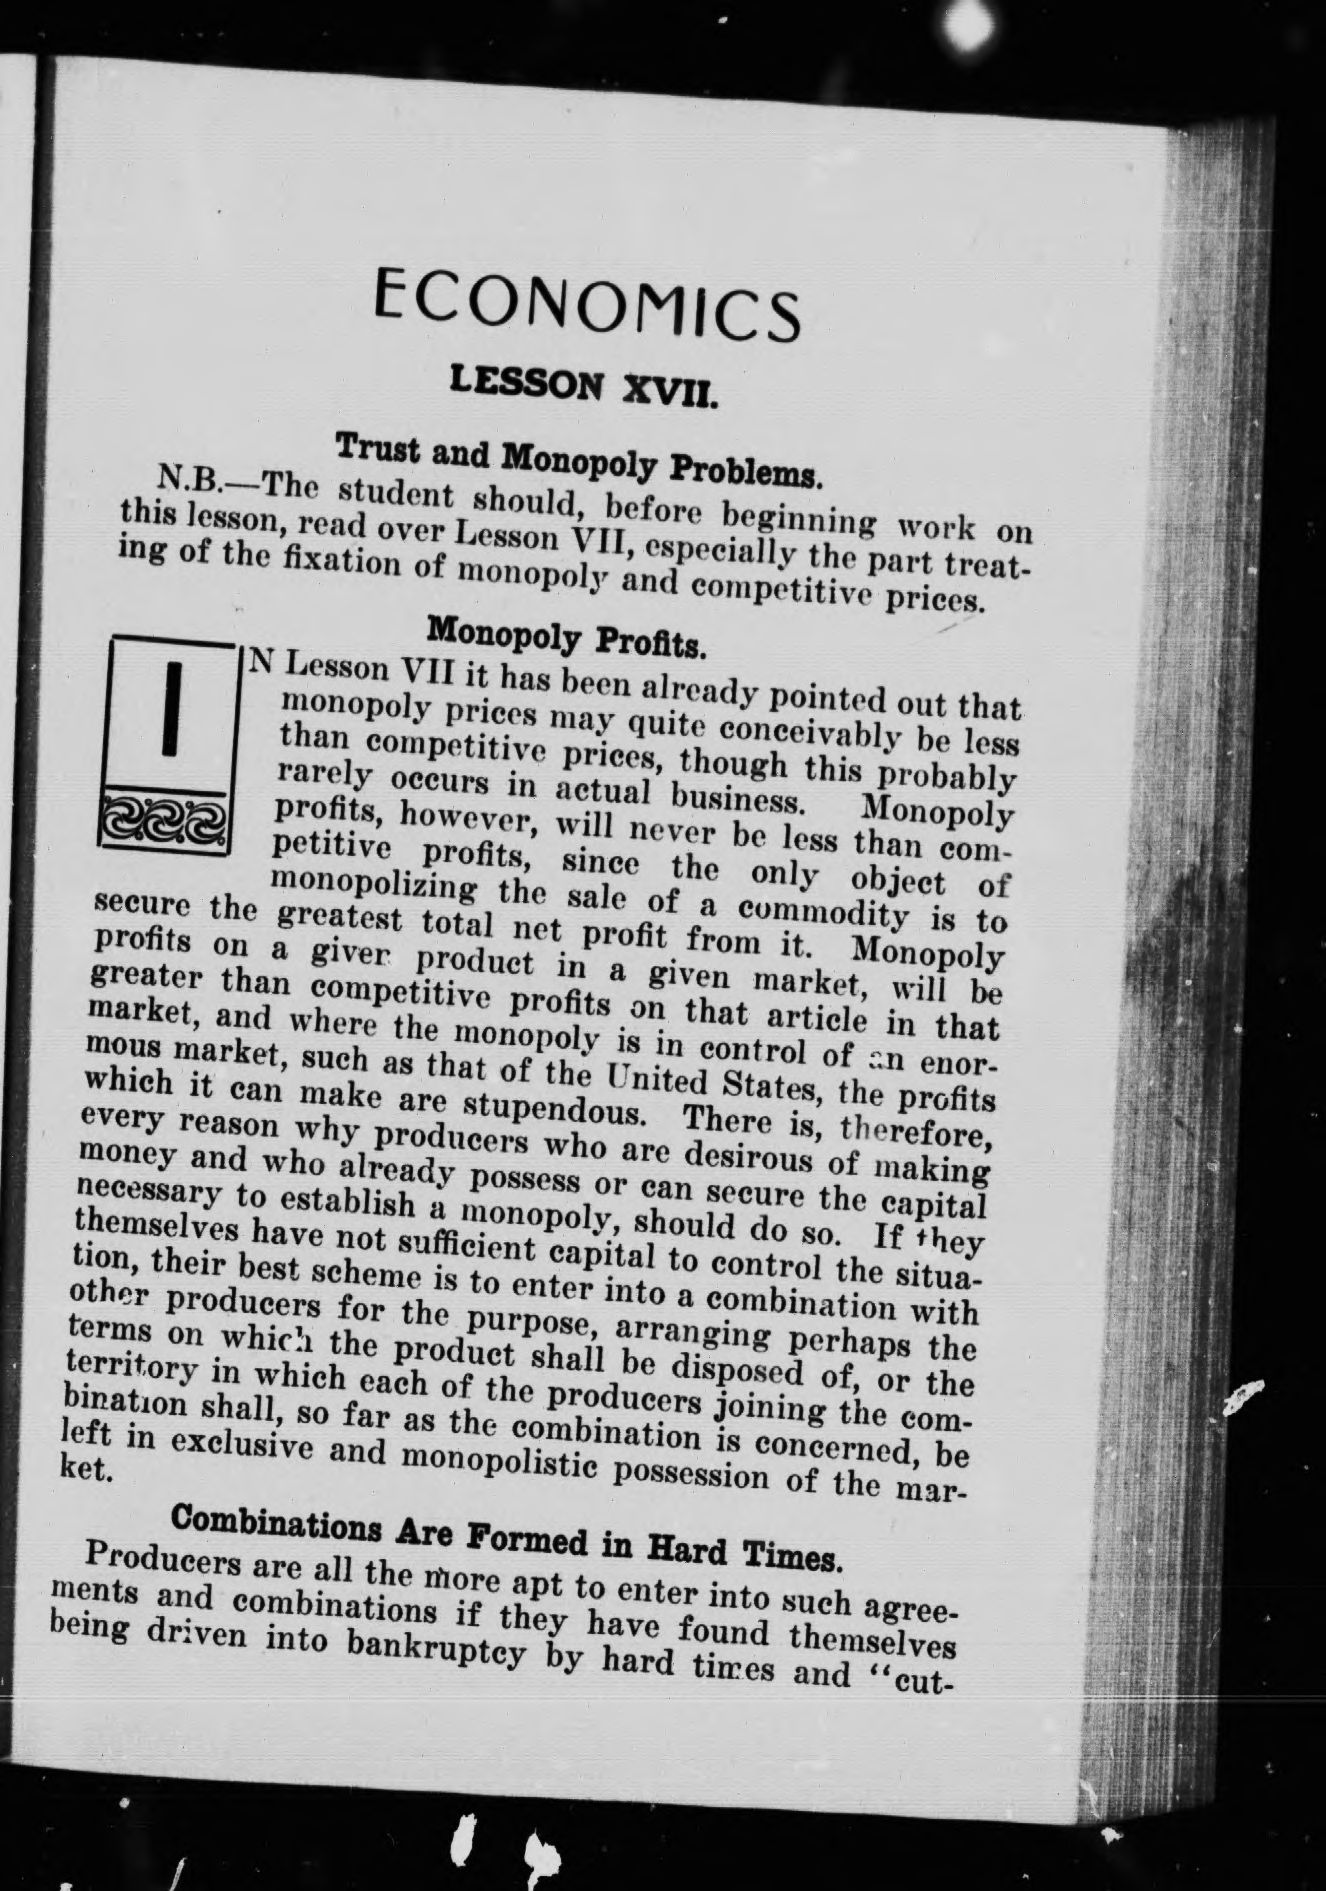 ECONOMICS
LESSON XVII.
Trust and Monopoly Problems.
N.B.—The student should, before beginning work on
this lesson, read over Lesson VII, especially the part treat-
ing of the fixation of monopoly and competitive prices.
Monopoly Profits.
IN Lesson VII it has been already pointed out that
monopoly prices may quite conceivably be less
than competitive prices, though this probably
rarely occurs in actual business. Monopoly
profits, however, will never be less than com-
petitive profits, since the only object of
monopolizing the sale of a commodity is to
secure the greatest total net profit from it. Monopoly
profits on a given product in a given market, will be
greater than competitive profits on that article in that
market, and where the monopoly is in control of an enor-
mous market, such as that of the United States, the profits
which it can make are stupendous. There is, therefore,
every reason why producers who are desirous of making
money and who already possess or can secure the capital
necessary to establish a monopoly, should do so. If they
themselves have not sufficient capital to control the situa-
tion, their best scheme is to enter into a combination with
other producers for the purpose, arranging perhaps the
terms on which the product shall be disposed of, or the
territory in which each of the producers joining the com-
bination shall, so far as the combination is concerned, be
left in exclusive and monopolistic possession of the mar-
ket.
Combinations Are Formed in Hard Times.
Producers are all the more apt to enter into such agree-
ments and combinations if they have found themselves
being driven into bankruptcy by hard times and “cut-